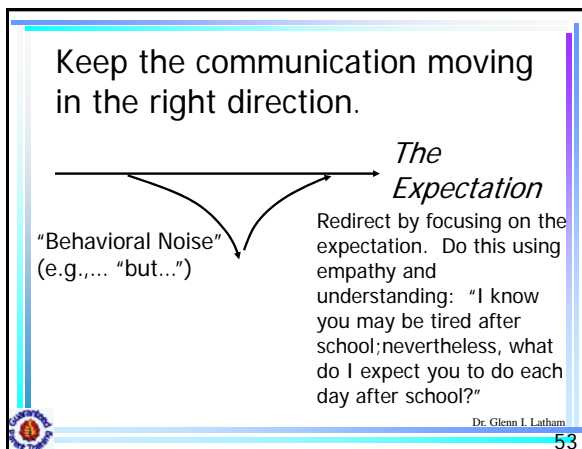 Keep the communication moving
in the right direction.
The
Expectation
"Behavioral Noise"
(e.g.,... "but...")
Redirect by focusing on the
expectation. Do this using
empathy and
understanding: "I know
you may be tired after
school;nevertheless, what
do I expect you to do each
day after school?"
Dr. Glenn I. Latham
53
Guaranteed